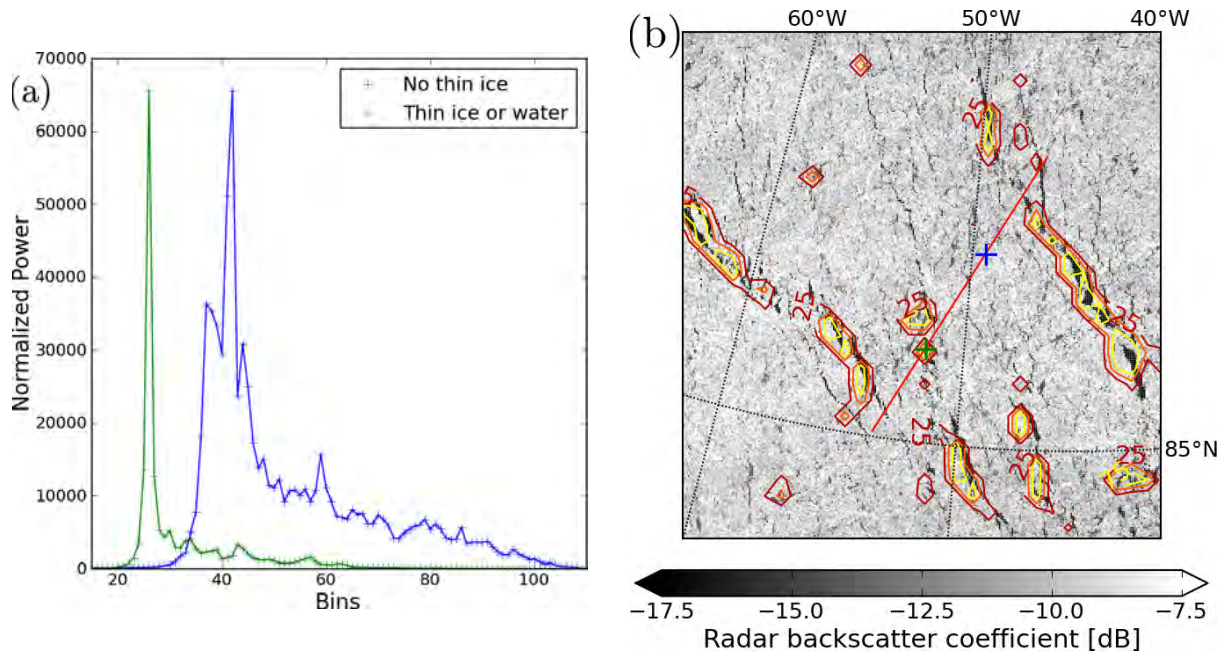 (a)
70000
60000
50000
40000
30000
20000
10000
0
Normalized Power
20 40 60 80 100
Bins
No thin ice
Thin ice or water
(b)
60°W 50°W 40°W
85°N
25
25
25
25
25
25
25
5
−17.5 −15.0 −12.5 −10.0 −7.5
Radar backscatter coefficient [dB]